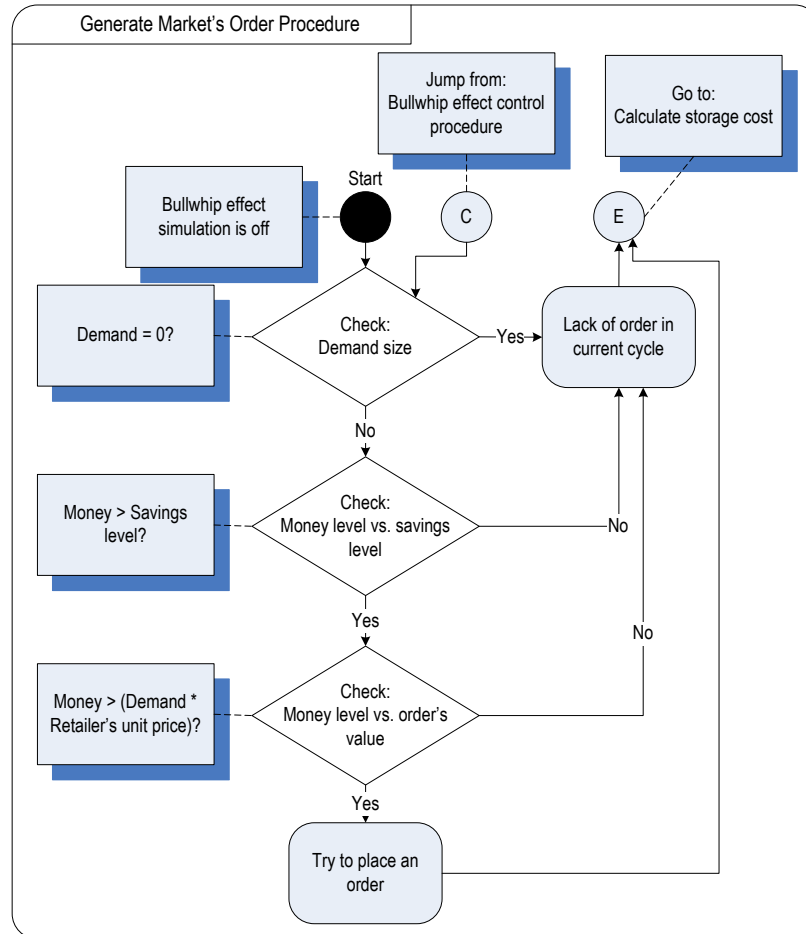 Generate Market's Order Procedure
Jump from:
Bullwhip effect control
procedure
Go to:
Calculate storage cost
Start
Bullwhip effect
simulation is off
C
E
Demand = 0?
Check:
Demand size
Yes
Lack of order in
current cycle
No
Money > Savings
level?
Check:
Money level vs. savings
level
No
Yes
No
Money > (Demand *
Retailer's unit price)?
Check:
Money level vs. order's
value
Yes
Try to place an
order